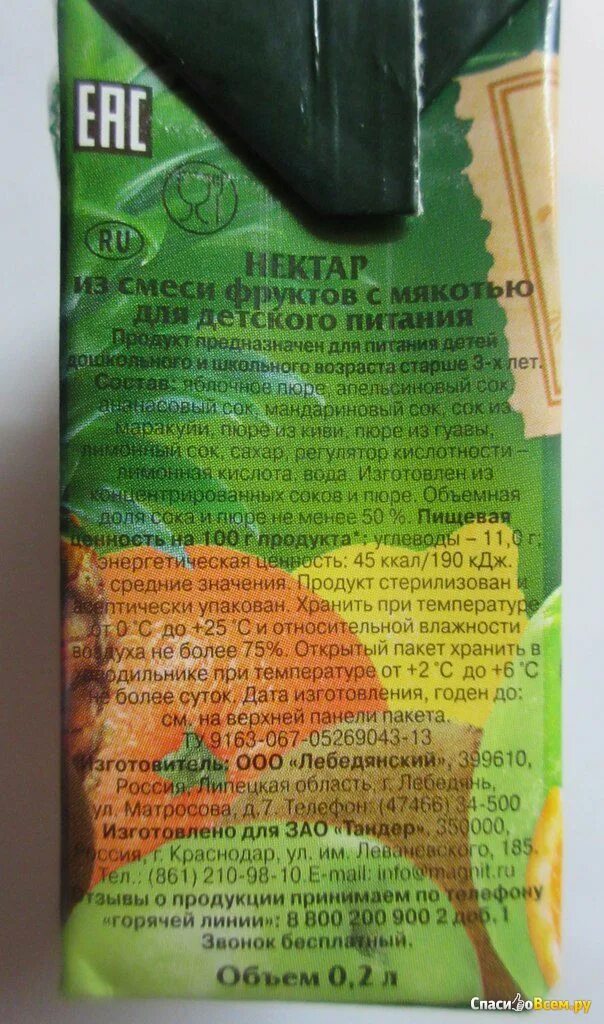 EAC
RU
НЕКТАР
из смеси фруктов с мякотью
для детского питания
Продукт предназначен для питания детей
дошкольного и школьного возраста старше 3-х лет.
Состав: яблочное пюре, апельсиновый сок,
ананасовый сок, мандариновый сок, сок из
маракуйи, пюре из киви, пюре из гуавы,
лимонный сок, сахар, регулятор кислотности –
лимонная кислота, вода. Изготовлен из
концентрированных соков и пюре. Объемная
доля сока и пюре не менее 50 %. Пищевая
ценность на 100 г продукта*: углеводы – 11,0 г;
энергетическая ценность: 45 ккал/190 кДж.
- средние значения. Продукт стерилизован и
асептически упакован. Хранить при температуре
от 0 °С до +25 °С и относительной влажности
воздуха не более 75%. Открытый пакет хранить в
холодильнике при температуре от +2 °С до +6 °С
не более суток. Дата изготовления, годен до:
см. на верхней панели пакета.
ТУ 9163-067-05269043-13
Изготовитель: ООО «Лебедянский», 399610,
Россия, Липецкая область, г. Лебедянь,
ул. Матросова, д.7. Телефон: (47466) 34-500
Изготовлено для ЗАО «Тандер», 350000,
Россия, г. Краснодар, ул. им. Леваневского, 185.
Тел.: (861) 210-98-10.E-mail: info@magnit.ru
Отзывы о продукции принимаем по телефону
"горячей линии": 8 800 200 900 2 доб.1
Звонок бесплатный.
Объем 0,2 л
СпасибоВсем.ру